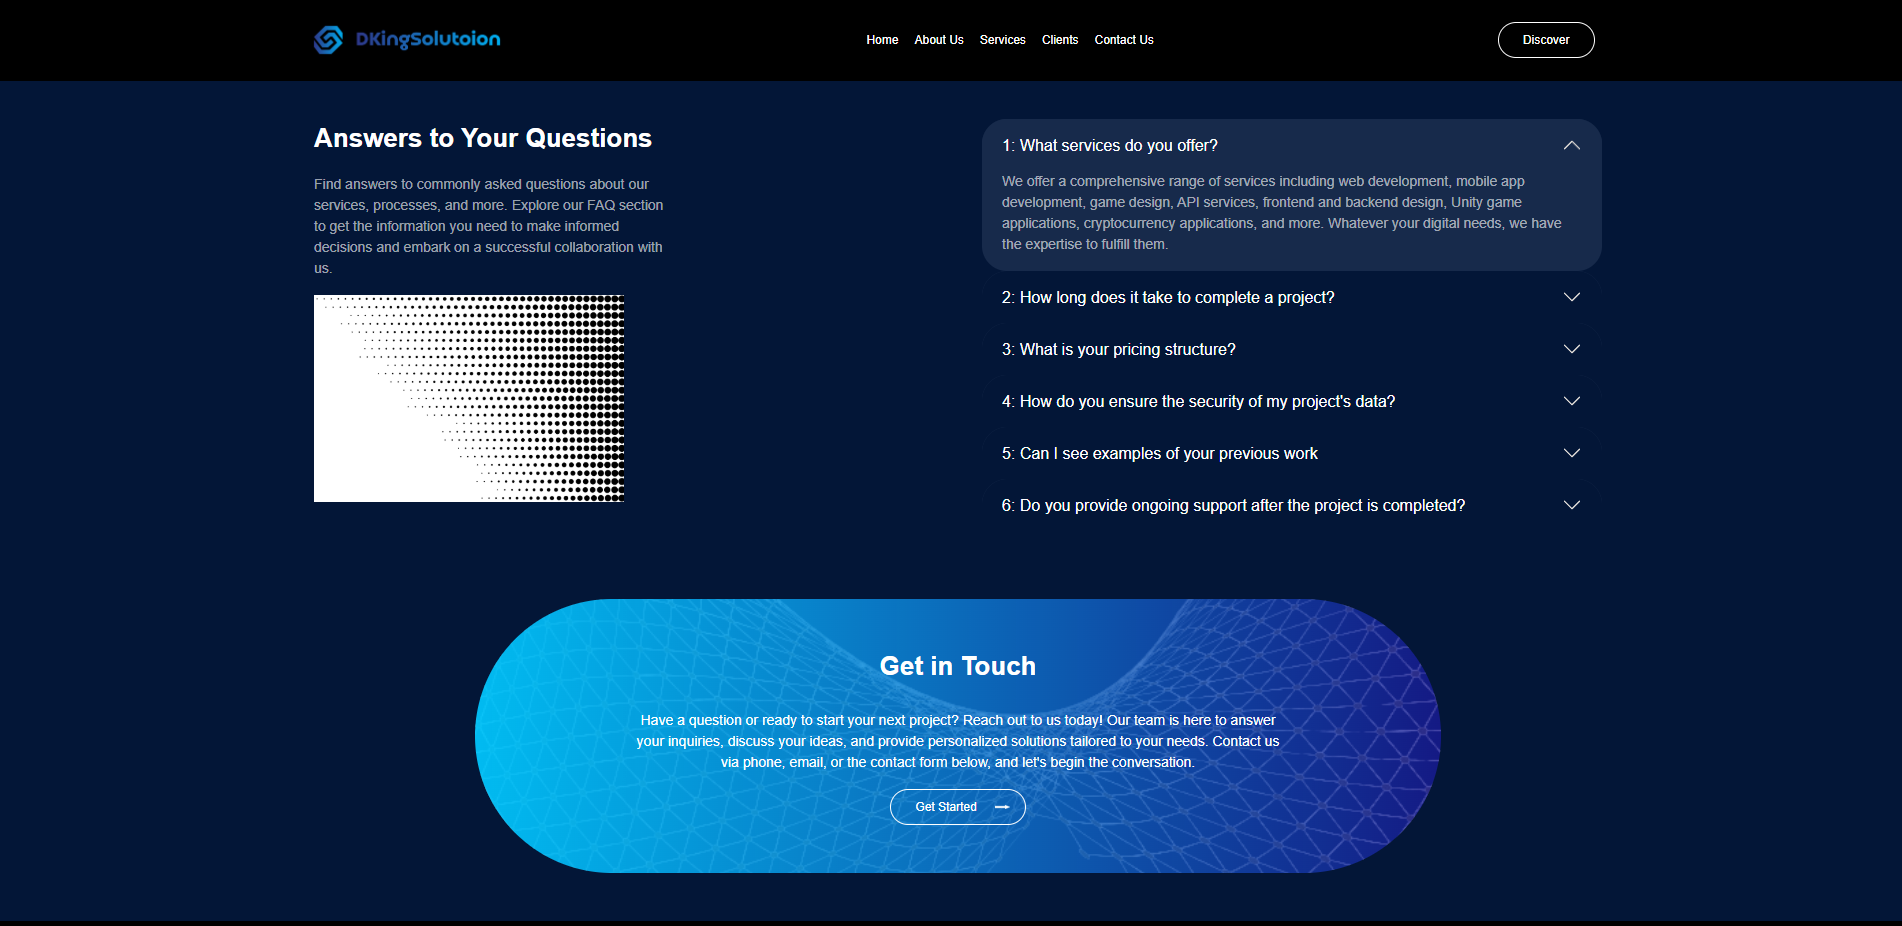 DKingSolutoion
Home About Us Services Clients Contact Us
Discover
Answers to Your Questions
Find answers to commonly asked questions about our
services, processes, and more. Explore our FAQ section
to get the information you need to make informed
decisions and embark on a successful collaboration with
us.
1: What services do you offer?
We offer a comprehensive range of services including web development, mobile app
development, game design, API services, frontend and backend design, Unity game
applications, cryptocurrency applications, and more. Whatever your digital needs, we have
the expertise to fulfill them.
2: How long does it take to complete a project?
3: What is your pricing structure?
4: How do you ensure the security of my project's data?
5: Can I see examples of your previous work
6: Do you provide ongoing support after the project is completed?
Get in Touch
Have a question or ready to start your next project? Reach out to us today! Our team is here to answer
your inquiries, discuss your ideas, and provide personalized solutions tailored to your needs. Contact us
via phone, email, or the contact form below, and let's begin the conversation.
Get Started